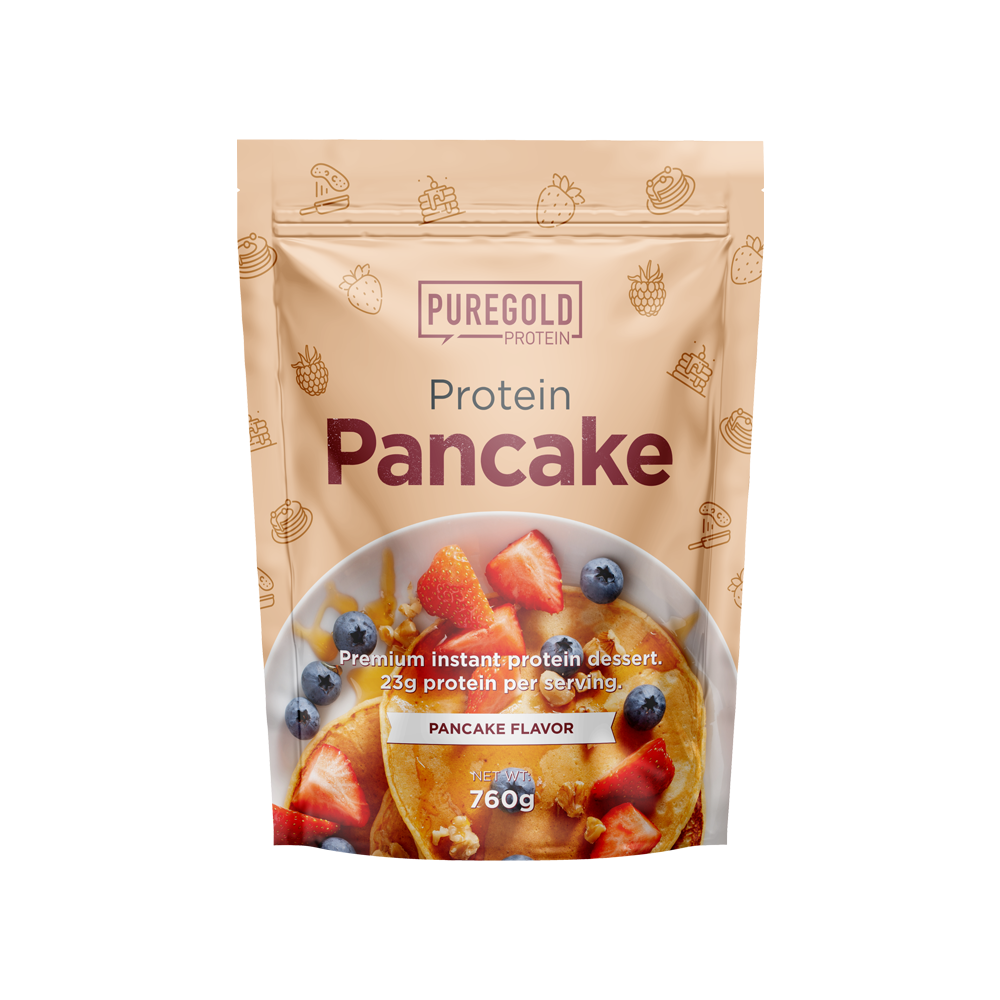 PUREGOLD
PROTEIN
Protein
Pancake
Premium instant protein dessert.
23g protein per serving.
PANCAKE FLAVOR
NET WT:
760g